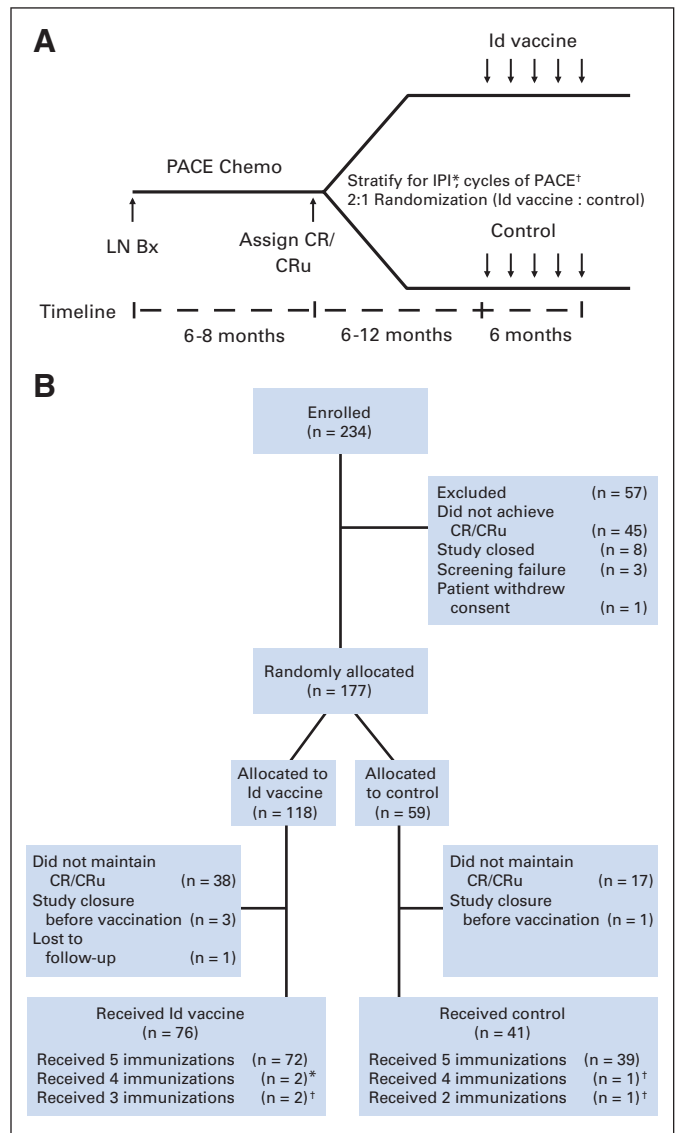 A
Id vaccine
PACE Chemo
Stratify for IPI*, cycles of PACE†
2:1 Randomization (Id vaccine : control)
LN Bx
Assign CR/
CRu
Control
Timeline
6-8 months
6-12 months
6 months
B
Enrolled
(n = 234)
Excluded (n = 57)
Did not achieve
CR/CRu (n = 45)
Study closed (n = 8)
Screening failure (n = 3)
Patient withdrew
consent (n = 1)
Randomly allocated
(n = 177)
Allocated to
Id vaccine
(n = 118)
Allocated
to control
(n = 59)
Did not maintain
CR/CRu (n = 38)
Study closure
before vaccination (n = 3)
Lost to
follow-up (n = 1)
Did not maintain
CR/CRu (n = 17)
Study closure
before vaccination (n = 1)
Received Id vaccine
(n = 76)
Received 5 immunizations (n = 72)
Received 4 immunizations (n = 2)*
Received 3 immunizations (n = 2)†
Received control
(n = 41)
Received 5 immunizations (n = 39)
Received 4 immunizations (n = 1)†
Received 2 immunizations (n = 1)†